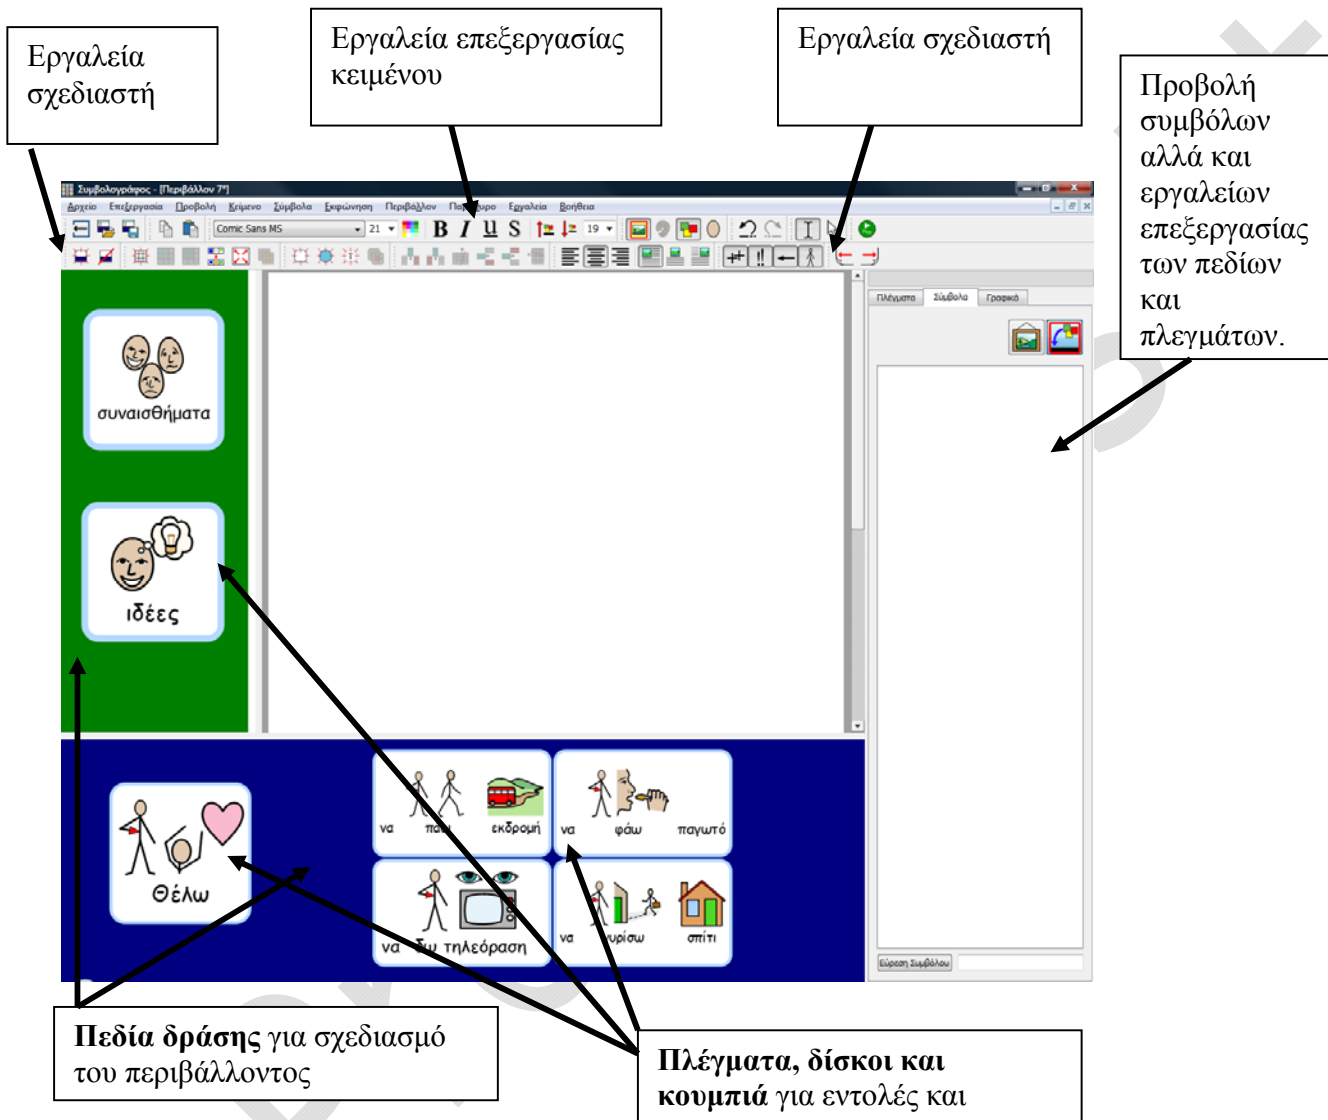 Εργαλεία
σχεδιαστή
Εργαλεία επεξεργασίας
κειμένου
Εργαλεία σχεδιαστή
Προβολή
συμβόλων
αλλά και
εργαλείων
επεξεργασίας
των πεδίων
και
πλεγμάτων.
Συμβολογράφος - [Περιβάλλον 7*]
Αρχείο Επεξεργασία Προβολή Κείμενο Σύμβολα Εκφώνηση Περιβάλλον Εργαλεία Βοήθεια
Comic Sans MS 21 B I U S 19
Πλέγματα Σύμβολα Γραφικά
συναισθήματα
ιδέες
Θέλω
να εκδρομή
να φάω παγωτό
να τηλεόραση
να σπίτι
Εύρεση Συμβόλου
Πεδία δράσης για σχεδιασμό
του περιβάλλοντος
Πλέγματα, δίσκοι και
κουμπιά για εντολές και